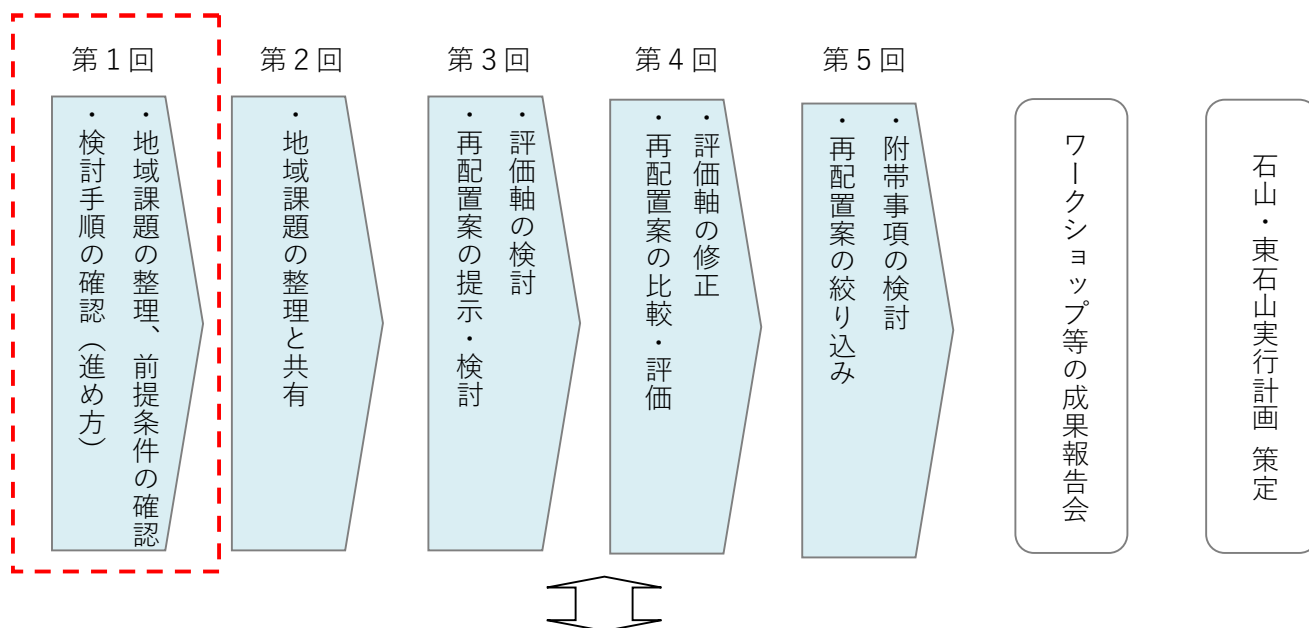 第１回
・地域課題の整理、前提条件の確認
・検討手順の確認（進め方）
第２回
・地域課題の整理と共有
第３回
・評価軸の検討
・再配置案の提示・検討
第４回
・評価軸の修正
・再配置案の比較・評価
第５回
・附帯事項の検討
・再配置案の絞り込み
ワークショップ等の成果報告会
石山・東石山実行計画 策定